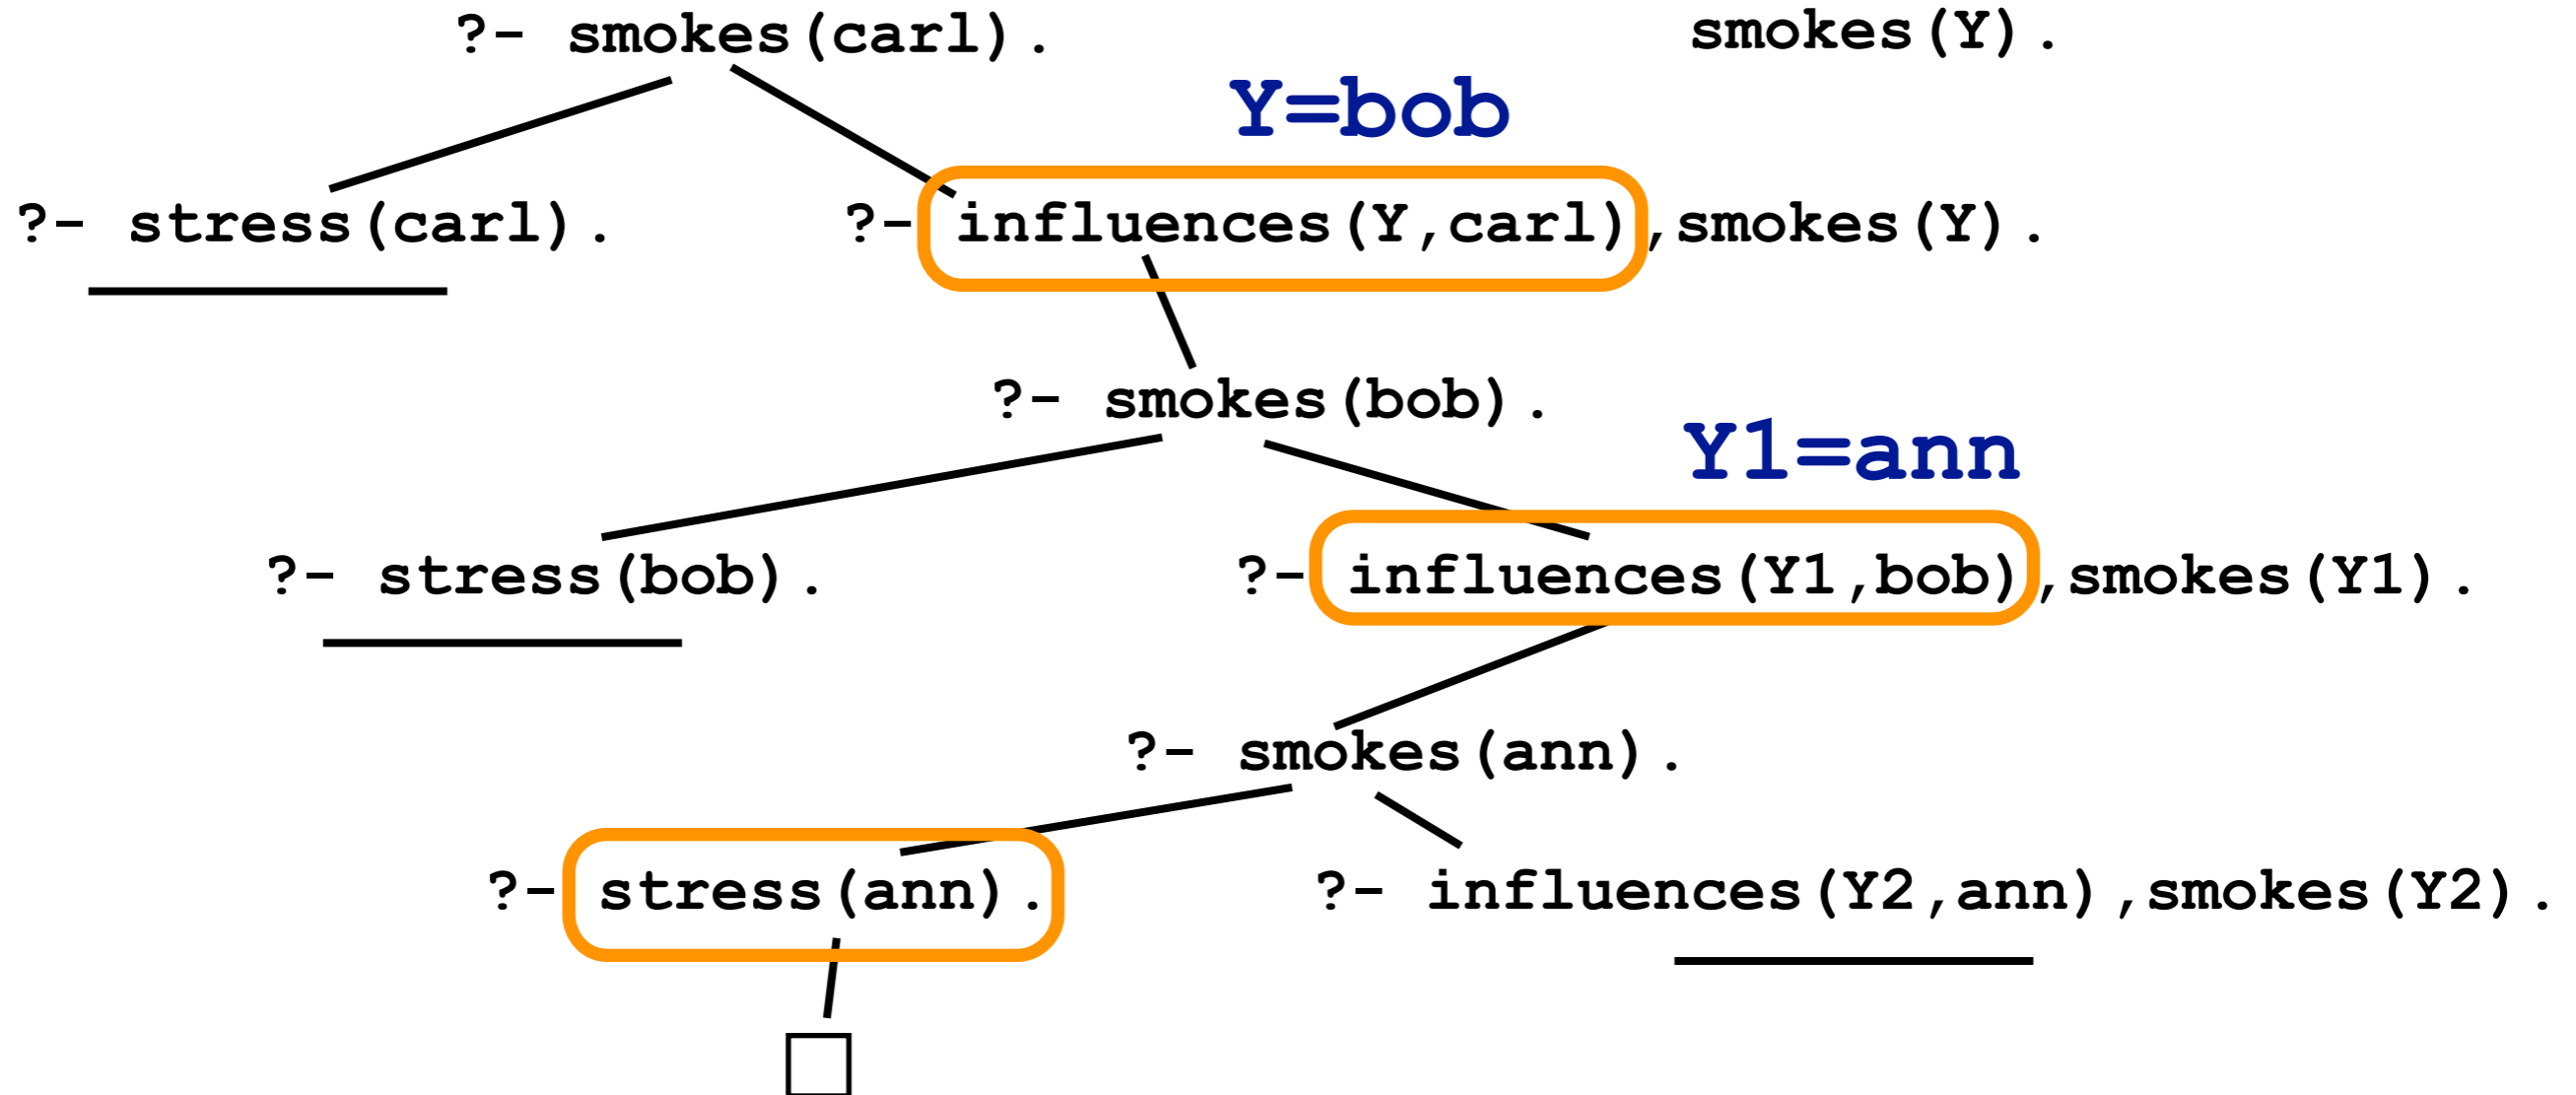 ?- smokes(carl).
smokes(Y).
Y=bob
?- stress(carl).
?- influences(Y,carl),smokes(Y).
?- smokes(bob).
Y1=ann
?- stress(bob).
?- influences(Y1,bob),smokes(Y1).
?- smokes(ann).
?- stress(ann).
?- influences(Y2,ann),smokes(Y2).